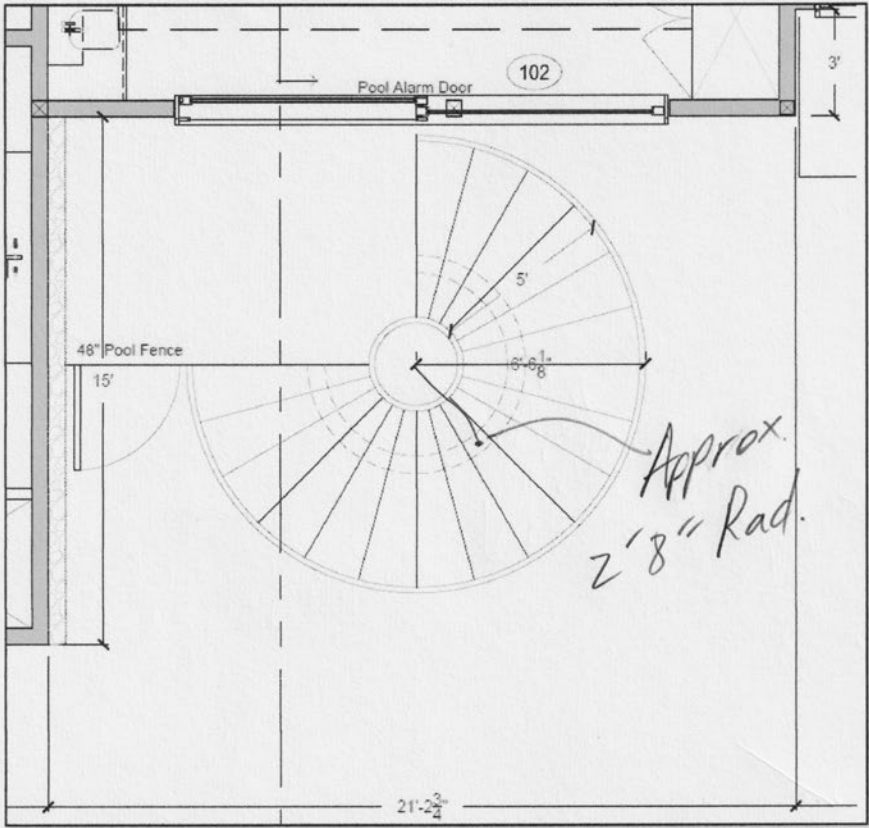 102
Pool Alarm Door
3'
5'
48" Pool Fence
6'-6 1/8"
15'
Approx.
2'8" Rad.
21'-2 3/4"